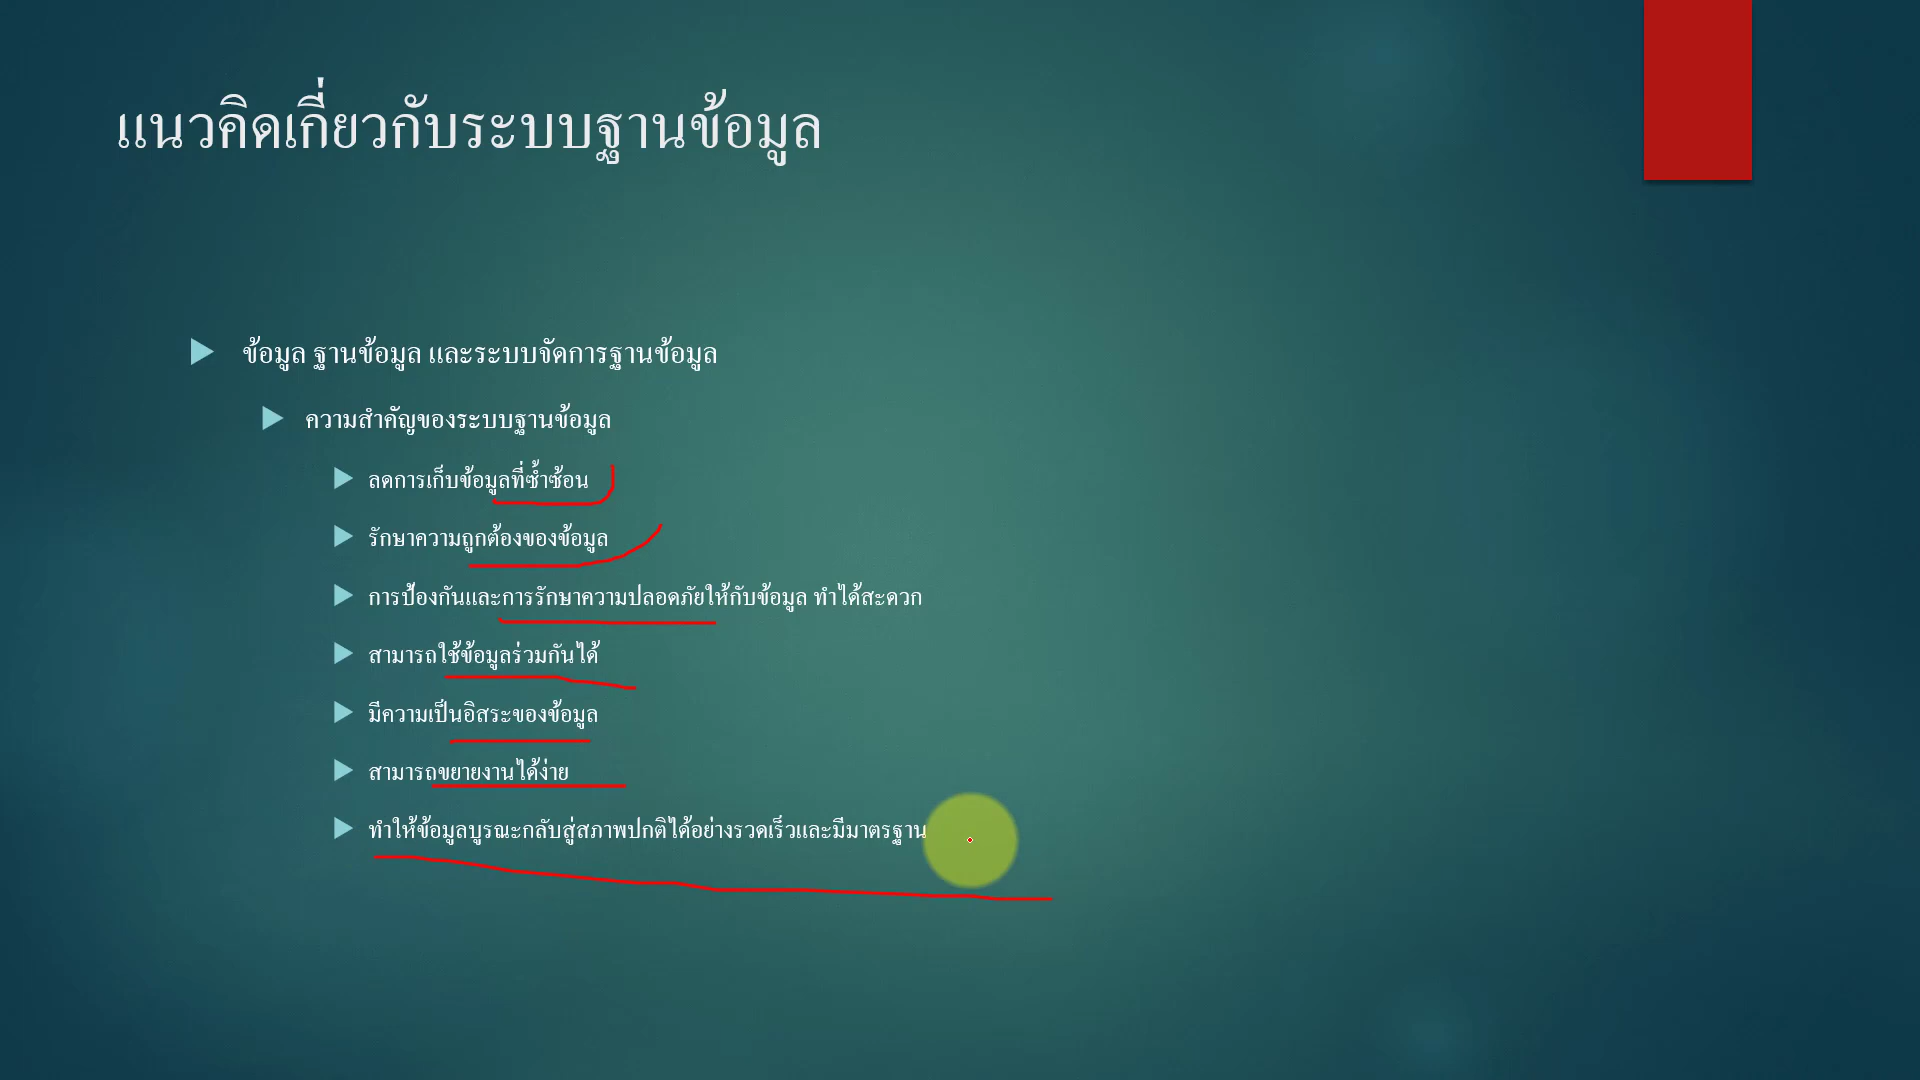 แนวคิดเกี่ยวกับระบบฐานข้อมูล
ข้อมูล ฐานข้อมูล และระบบจัดการฐานข้อมูล
ความสำคัญของระบบฐานข้อมูล
ลดการเก็บข้อมูลที่ซ้ำซ้อน
รักษาความถูกต้องของข้อมูล
การป้องกันและการรักษาความปลอดภัยให้กับข้อมูล ทำได้สะดวก
สามารถใช้ข้อมูลร่วมกันได้
มีความเป็นอิสระของข้อมูล
สามารถขยายงานได้ง่าย
ทำให้ข้อมูลบูรณะกลับสู่สภาพปกติได้อย่างรวดเร็วและมีมาตรฐาน